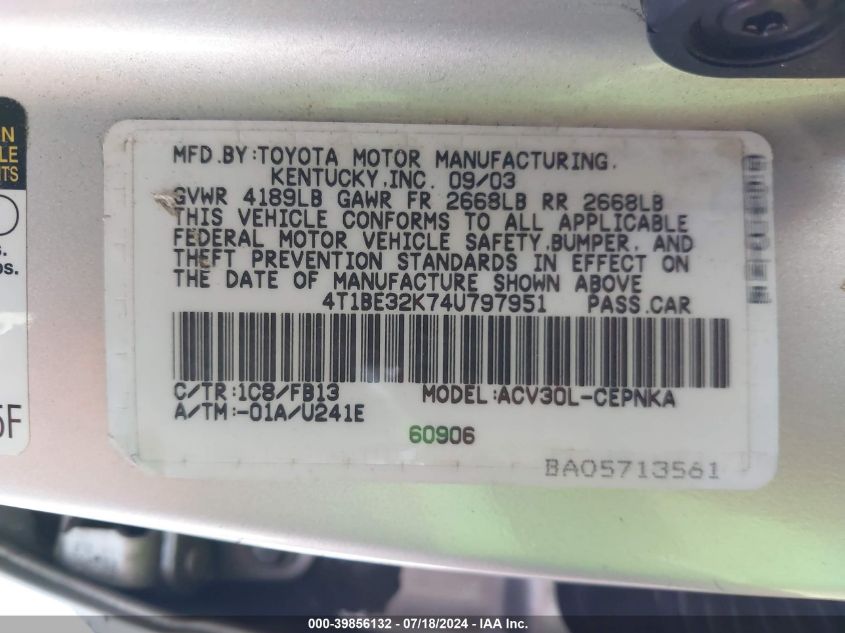 MFD.BY:TOYOTA MOTOR MANUFACTURING.
KENTUCKY,INC. 09/03
GVWR 4189LB GAWR FR 2668LB RR 2668LB
THIS VEHICLE CONFORMS TO ALL APPLICABLE
FEDERAL MOTOR VEHICLE SAFETY,BUMPER, AND
THEFT PREVENTION STANDARDS IN EFFECT ON
THE DATE OF MANUFACTURE SHOWN ABOVE
4T1BE32K74U797951 PASS.CAR
C/TR:1C8/FB13 MODEL:ACV30L-CEPNKA
A/TM:-01A/U241E
60906
BA05713561
000-39856132 - 07/18/2024 - IAA Inc.